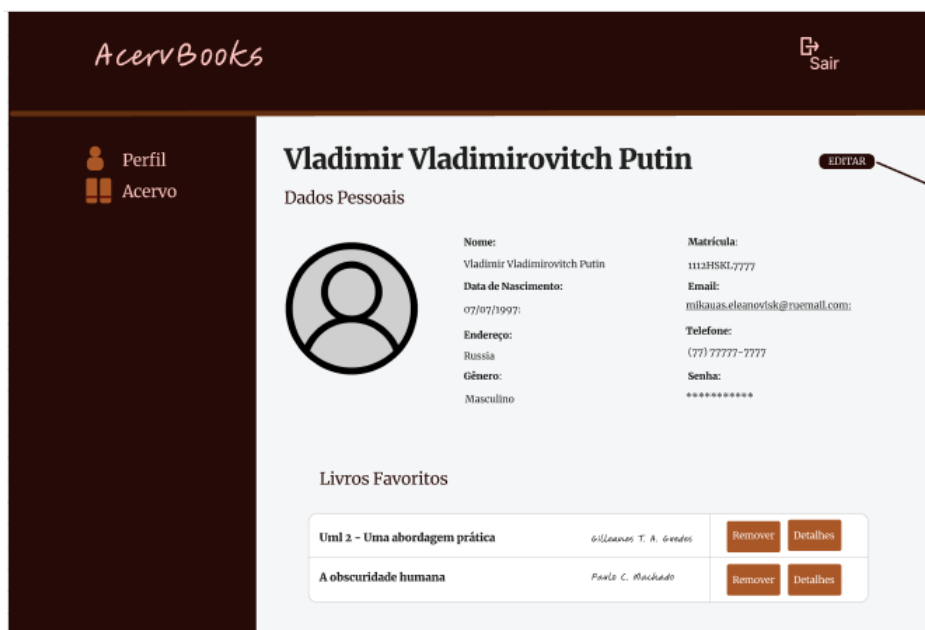 AcervBooks
Sair
Perfil
Acervo
Vladimir Vladimirovitch Putin
EDITAR
Dados Pessoais
Nome:
Vladimir Vladimirovitch Putin
Data de Nascimento:
07/07/1997:
Endereço:
Russia
Gênero:
Masculino
Matrícula:
1112HSKL7777
Email:
mikauas.eleanovisk@ruemail.com:
Telefone:
(77) 77777-7777
Senha:
***********
Livros Favoritos
Uml 2 - Uma abordagem prática Gilleanes T. A. Guedes Remover Detalhes
A obscuridade humana Paulo C. Machado Remover Detalhes